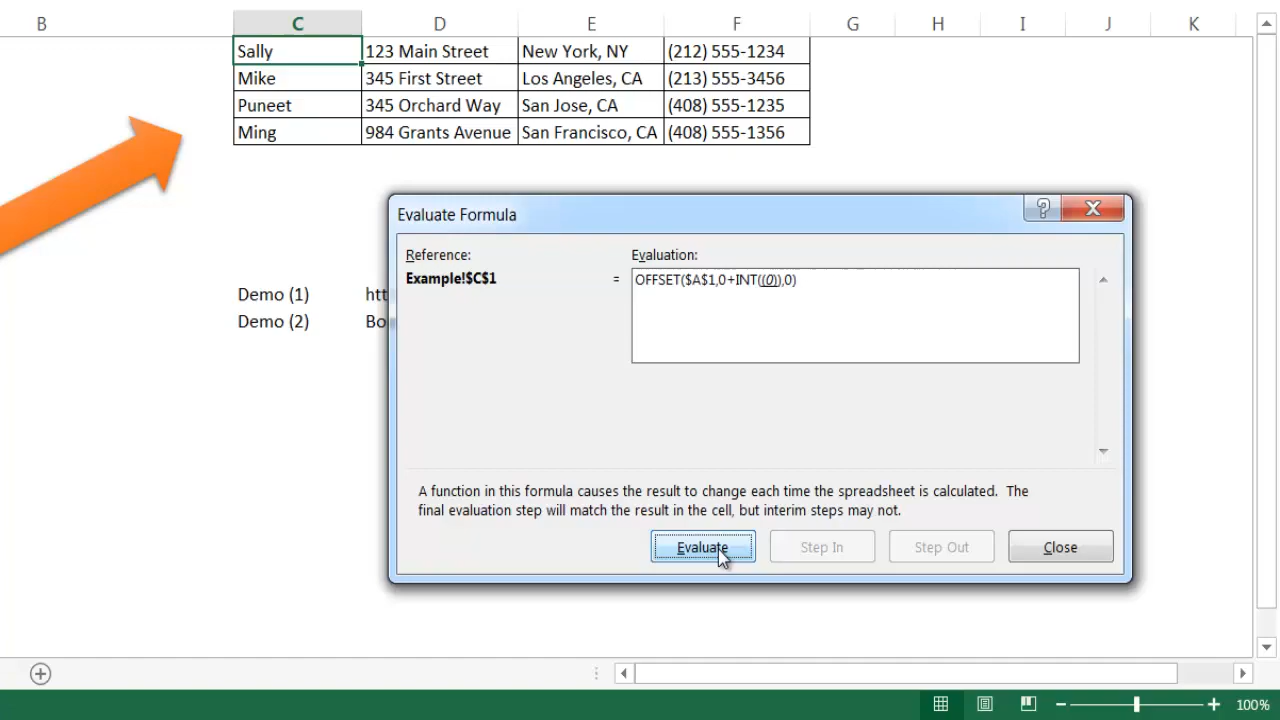 B C D E F G H I J K
Sally 123 Main Street New York, NY (212) 555-1234
Mike 345 First Street Los Angeles, CA (213) 555-3456
Puneet 345 Orchard Way San Jose, CA (408) 555-1235
Ming 984 Grants Avenue San Francisco, CA (408) 555-1356
Evaluate Formula
Reference: Evaluation:
Example!$C$1 = OFFSET($A$1,0+INT((0)),0)
Demo (1) htt
Demo (2) Bo
A function in this formula causes the result to change each time the spreadsheet is calculated. The
final evaluation step will match the result in the cell, but interim steps may not.
Evaluate Step In Step Out Close
100%